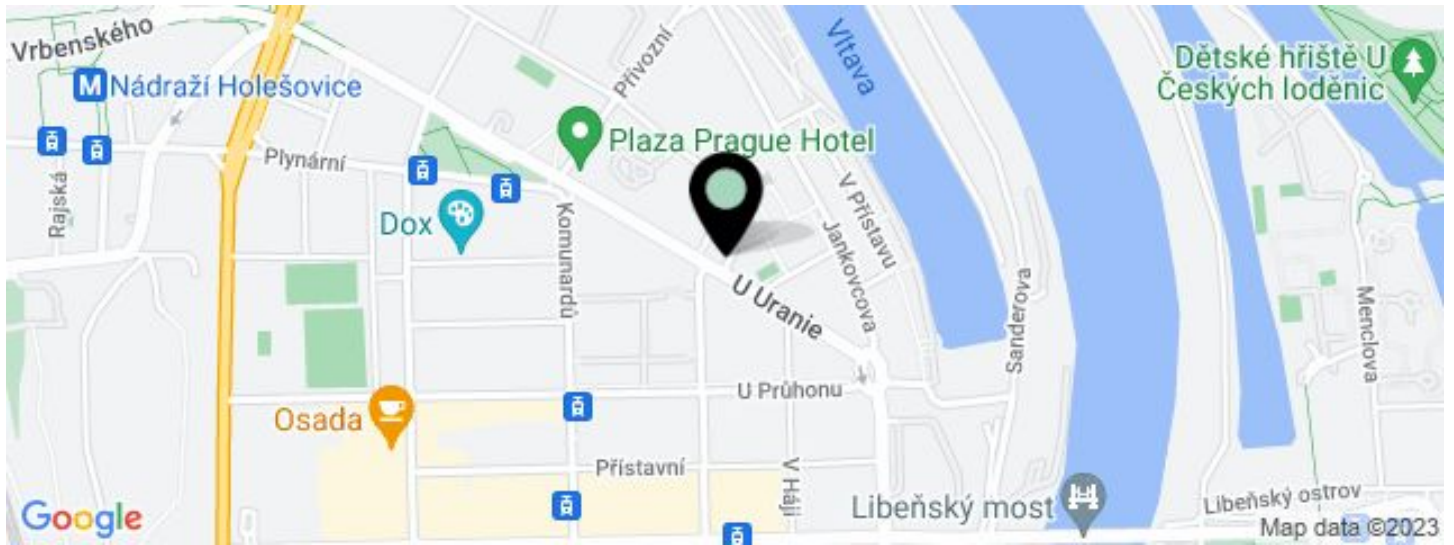 Vrbenského
M Nádraží Holešovice
Přívozní
Vltava
Dětské hřiště U
Českých loděnic
Plaza Prague Hotel
Plynární
Rajská
Dox
Komunardů
V Přístavu
Jankovcova
U Uranie
Sanderova
Menclova
U Průhonu
Osada
Přístavní
V Háji
Libeňský most
Libeňský ostrov
Google
Map data ©2023